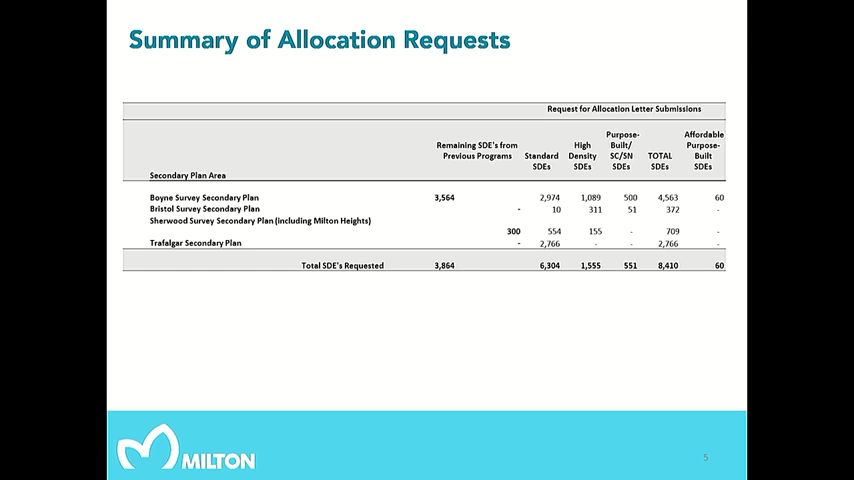 Summary of Allocation Requests
Request for Allocation Letter Submissions
Secondary Plan Area Remaining SDE's from Previous Programs Standard SDEs High Density SDEs Purpose-Built/ SC/SN SDEs TOTAL SDEs Affordable Purpose-Built SDEs
Boyne Survey Secondary Plan 3,564 2,974 1,089 500 4,563 60
Bristol Survey Secondary Plan - 10 311 51 372 -
Sherwood Survey Secondary Plan (including Milton Heights)
300 554 155 - 709 -
Trafalgar Secondary Plan - 2,766 - - 2,766 -
Total SDE's Requested 3,864 6,304 1,555 551 8,410 60
MILTON
5